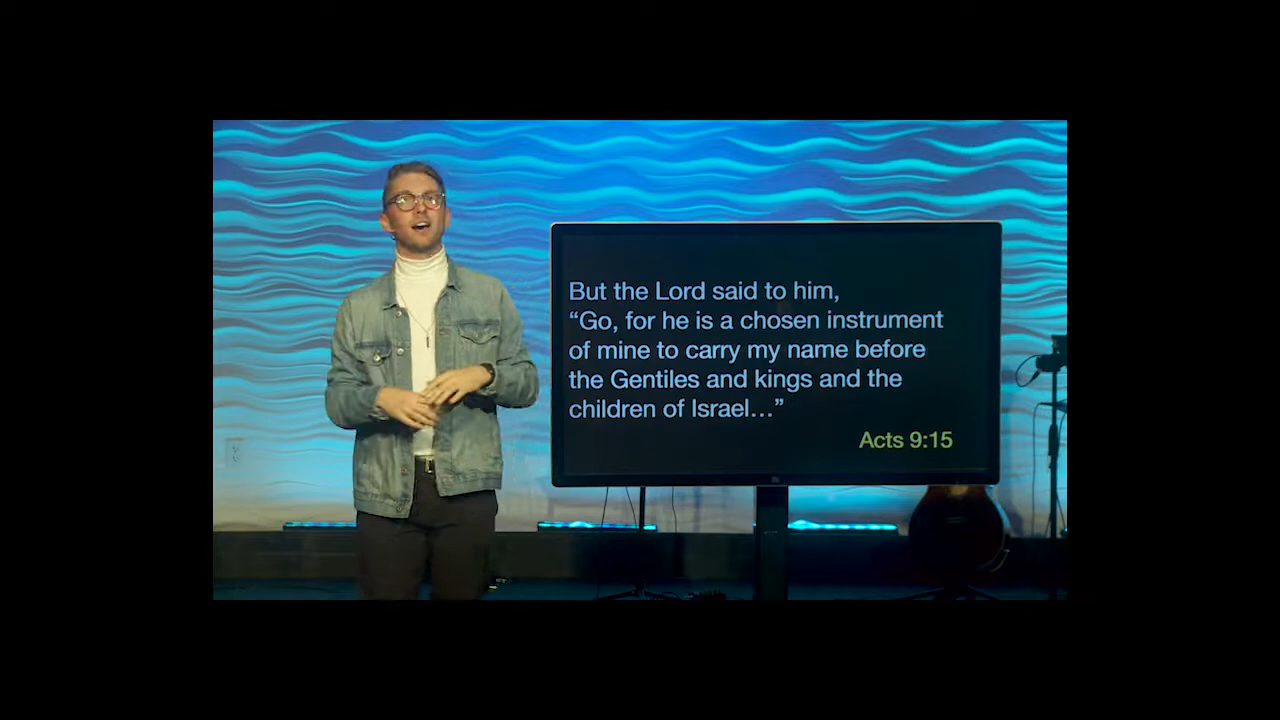 But the Lord said to him,
“Go, for he is a chosen instrument
of mine to carry my name before
the Gentiles and kings and the
children of Israel…”
Acts 9:15